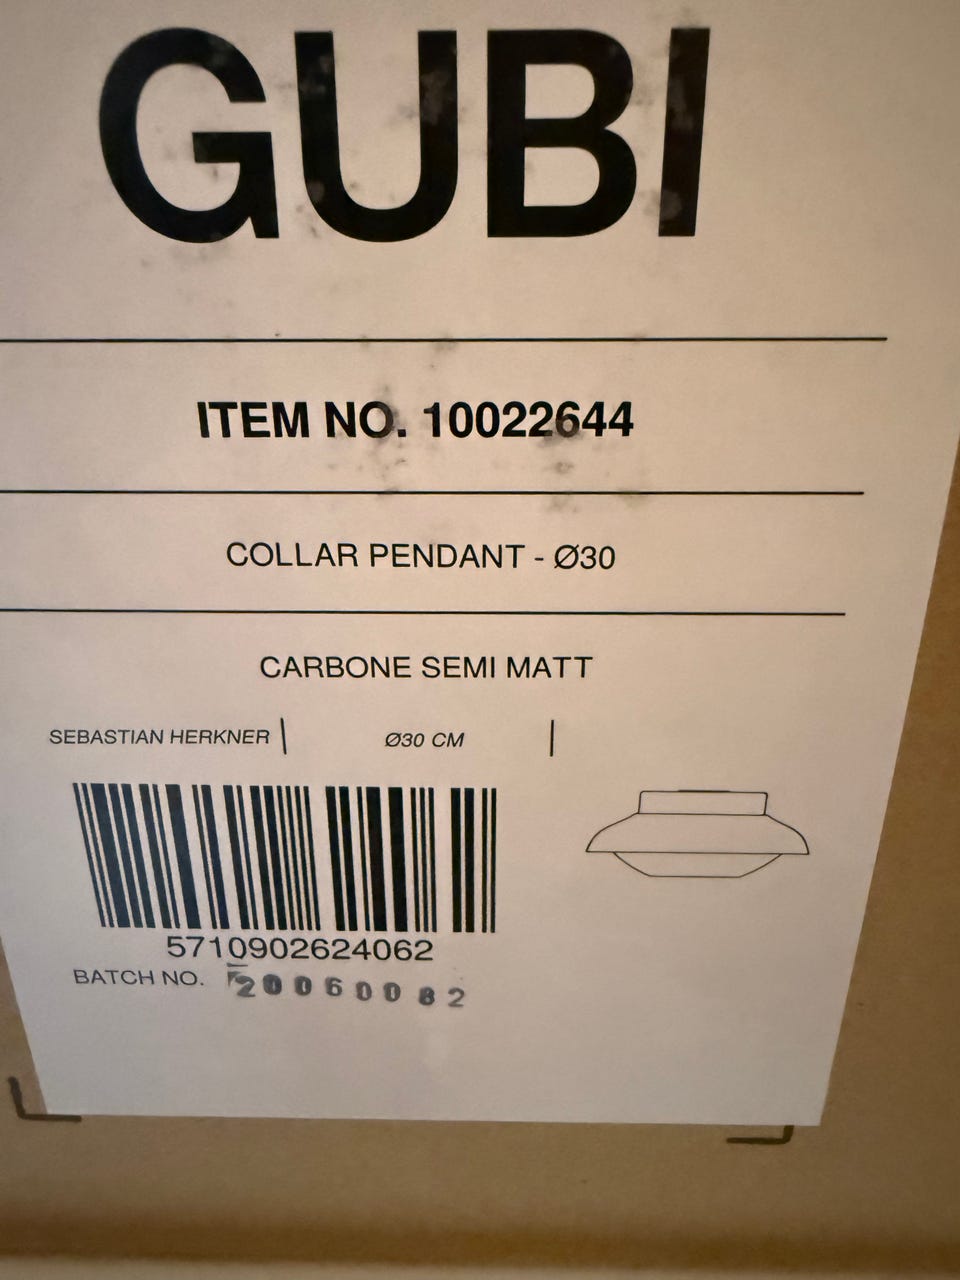 GUBI
ITEM NO. 10022644
COLLAR PENDANT - Ø30
CARBONE SEMI MATT
SEBASTIAN HERKNER | Ø30 CM |
5710902624062
BATCH NO. 20060082